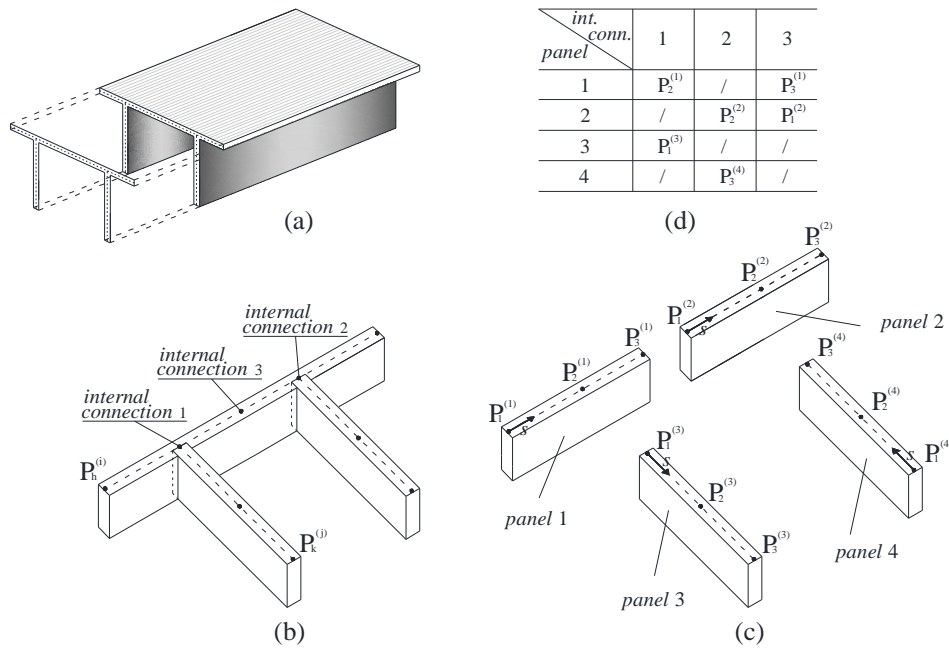 (a)
int. conn. panel 1 2 3
1 P₂⁽¹⁾ / P₃⁽¹⁾
2 / P₂⁽²⁾ P₁⁽²⁾
3 P₁⁽³⁾ / /
4 / P₃⁽⁴⁾ /
(d)
internal
connection 2
internal
connection 3
internal
connection 1
Pₕ⁽ⁱ⁾
Pₖ⁽ʲ⁾
(b)
P₃⁽²⁾
P₂⁽²⁾
P₁⁽²⁾
s
panel 2
P₃⁽¹⁾
P₂⁽¹⁾
P₁⁽¹⁾
s
panel 1
P₃⁽⁴⁾
P₂⁽⁴⁾
s
P₁⁽⁴
panel 4
P₁⁽³⁾
s
P₂⁽³⁾
P₃⁽³⁾
panel 3
(c)